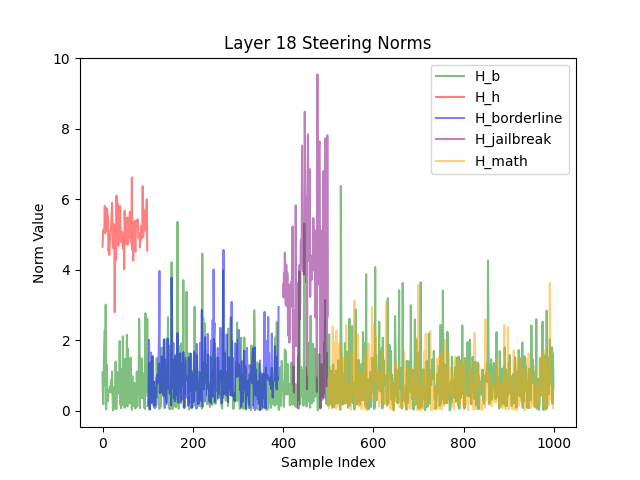 Layer 18 Steering Norms
10
8
6
4
2
0
Norm Value
0 200 400 600 800 1000
Sample Index
H_b
H_h
H_borderline
H_jailbreak
H_math